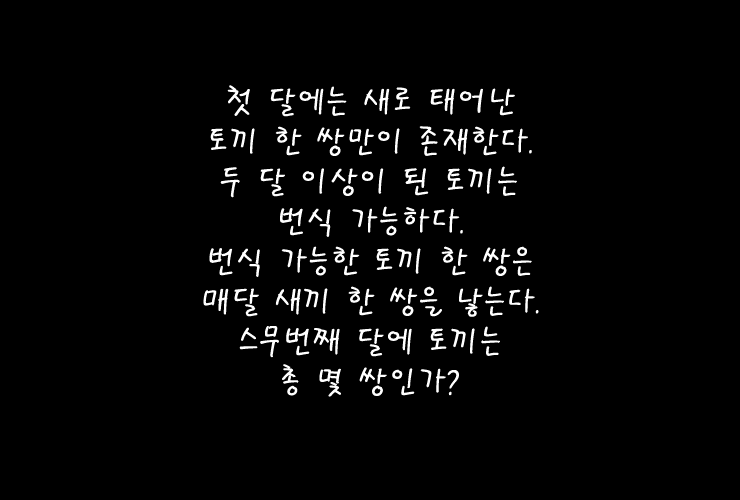 첫 달에는 새로 태어난
토끼 한 쌍만이 존재한다.
두 달 이상이 된 토끼는
번식 가능하다.
번식 가능한 토끼 한 쌍은
매달 새끼 한 쌍을 낳는다.
스무번째 달에 토끼는
총 몇 쌍인가?